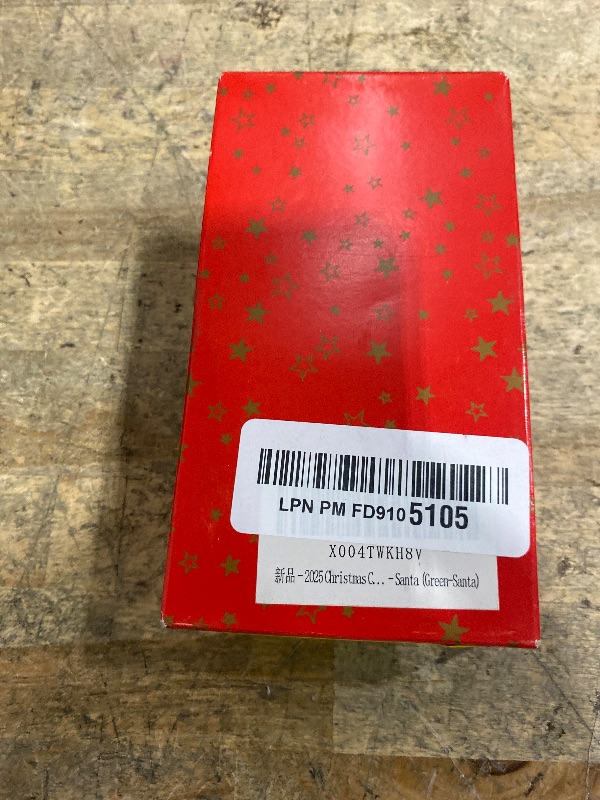 LPN PM FD910 5105
X004TWKH8V
新品 - 2025 Christmas C... - Santa (Green-Santa)